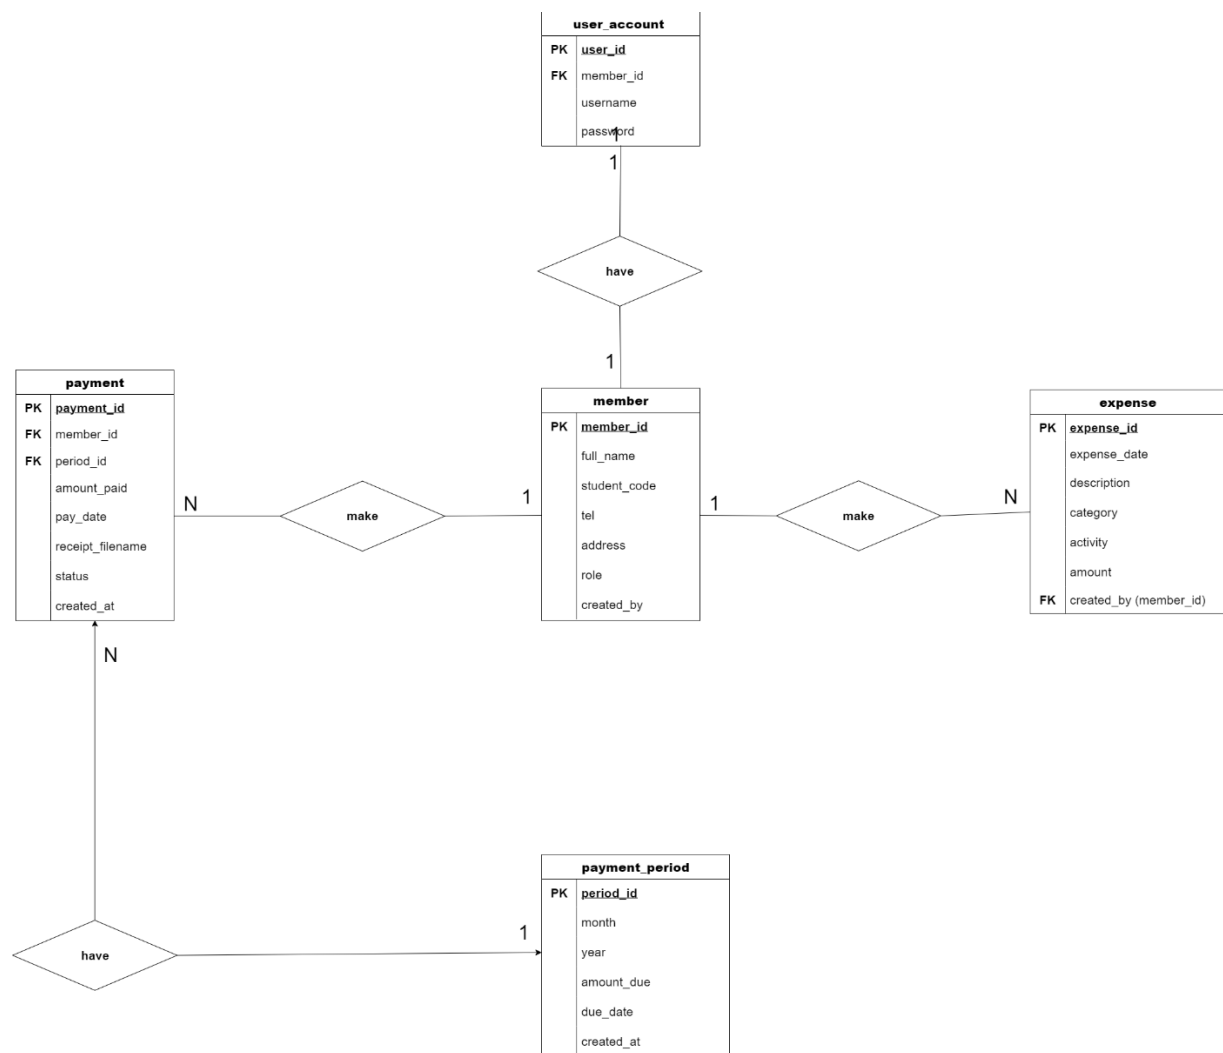 user_account
PK user_id
FK member_id
username
password
1
1
have
1
payment
PK payment_id
FK member_id
FK period_id
amount_paid
pay_date
receipt_filename
status
created_at
N
make
1
member
PK member_id
full_name
student_code
tel
address
role
created_by
1
make
N
expense
PK expense_id
expense_date
description
category
activity
amount
FK created_by (member_id)
N
have
1
payment_period
PK period_id
month
year
amount_due
due_date
created_at